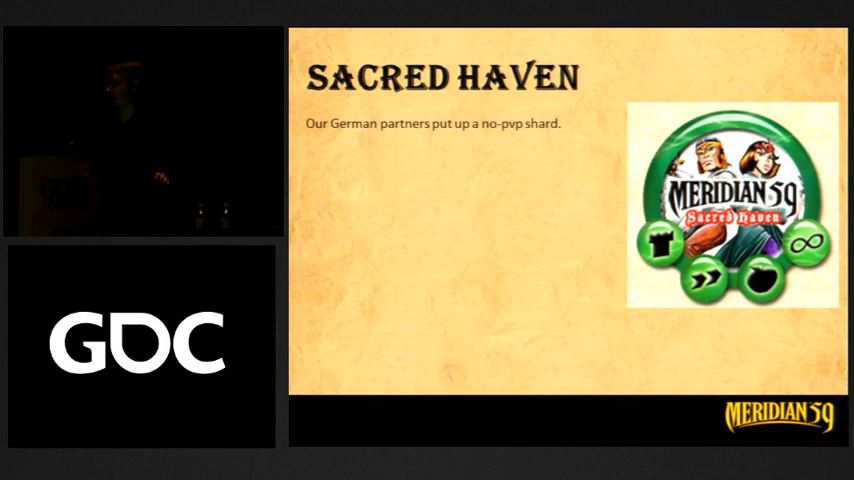 SACRED HAVEN
Our German partners put up a no-pvp shard.
MERIDIAN 59
Sacred Haven
GDC
MERIDIAN 59